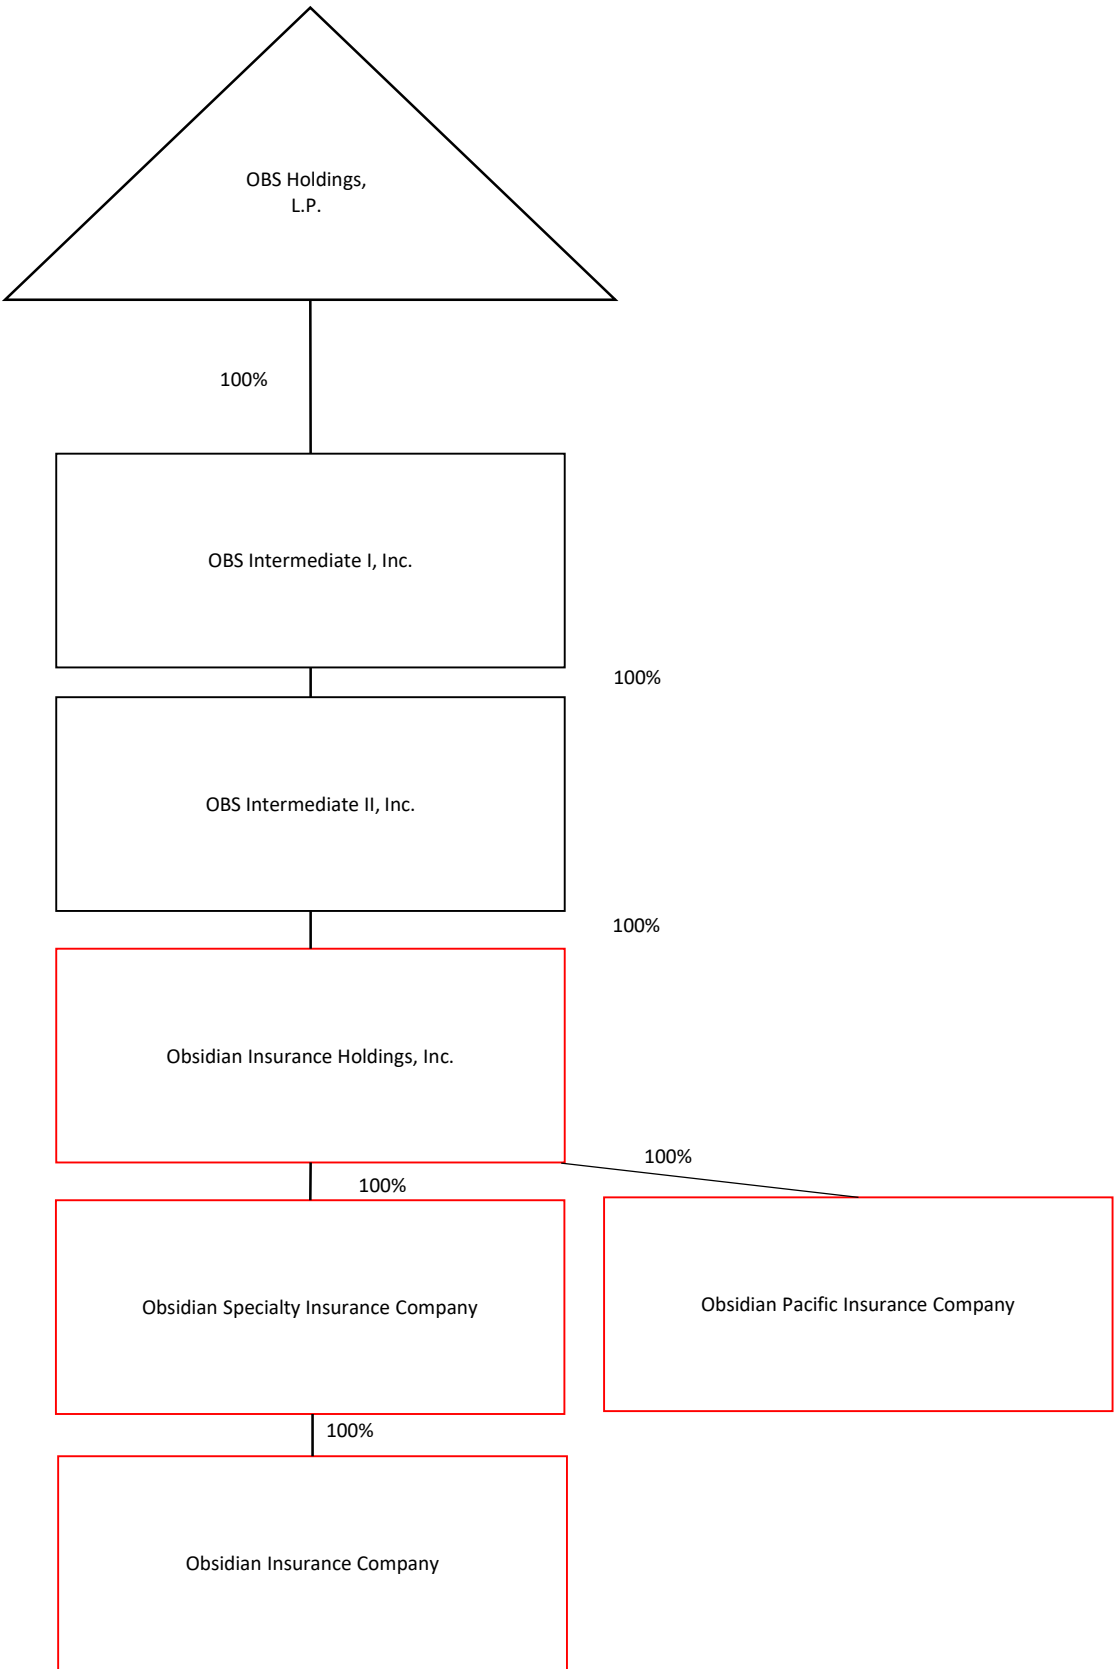 OBS Holdings,
L.P.
100%
OBS Intermediate I, Inc.
100%
OBS Intermediate II, Inc.
100%
Obsidian Insurance Holdings, Inc.
100%
100%
Obsidian Specialty Insurance Company
Obsidian Pacific Insurance Company
100%
Obsidian Insurance Company